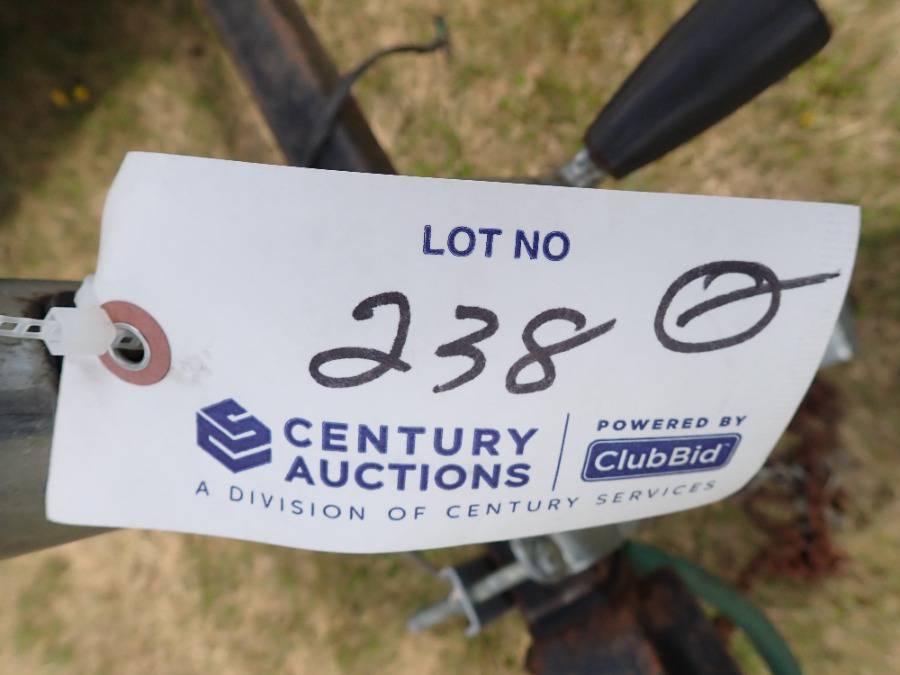 LOT NO
238
CENTURY
AUCTIONS
POWERED BY
ClubBid
A DIVISION OF CENTURY SERVICES